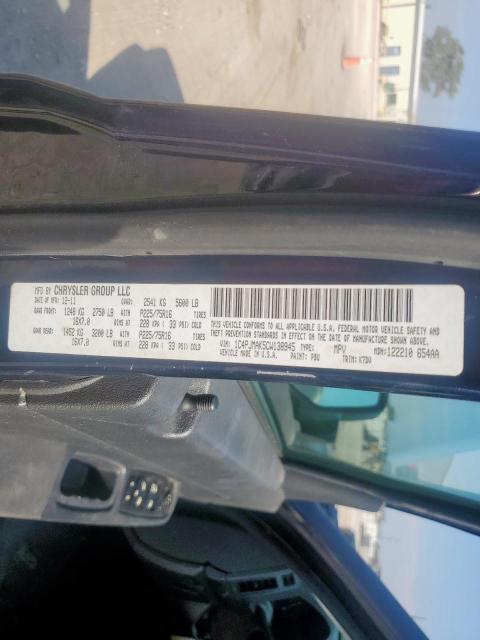 MFG BY CHRYSLER GROUP LLC
DATE OF MFR 12-11 GVWR: 2541 KG 5600 LB
GAWR FRONT 1248 KG 2750 LB P225/75R16 TIRES
16X7.0 RIMS AT 228 KPA( 33 PSI)COLD
GAWR REAR 1452 KG 3200 LB P225/75R16 TIRES
16X7.0 RIMS AT 228 KPA( 33 PSI)COLD
THIS VEHICLE CONFORMS TO ALL APPLICABLE U.S.A. FEDERAL MOTOR VEHICLE SAFETY AND
THEFT PREVENTION STANDARDS IN EFFECT ON THE DATE OF MANUFACTURE SHOWN ABOVE.
VIN: 1C4PJMAK5CW138945 TYPE: MPV MDH:122210 654AA
VEHICLE MADE IN U.S.A. PAINT: PBV TRIM: K7DV